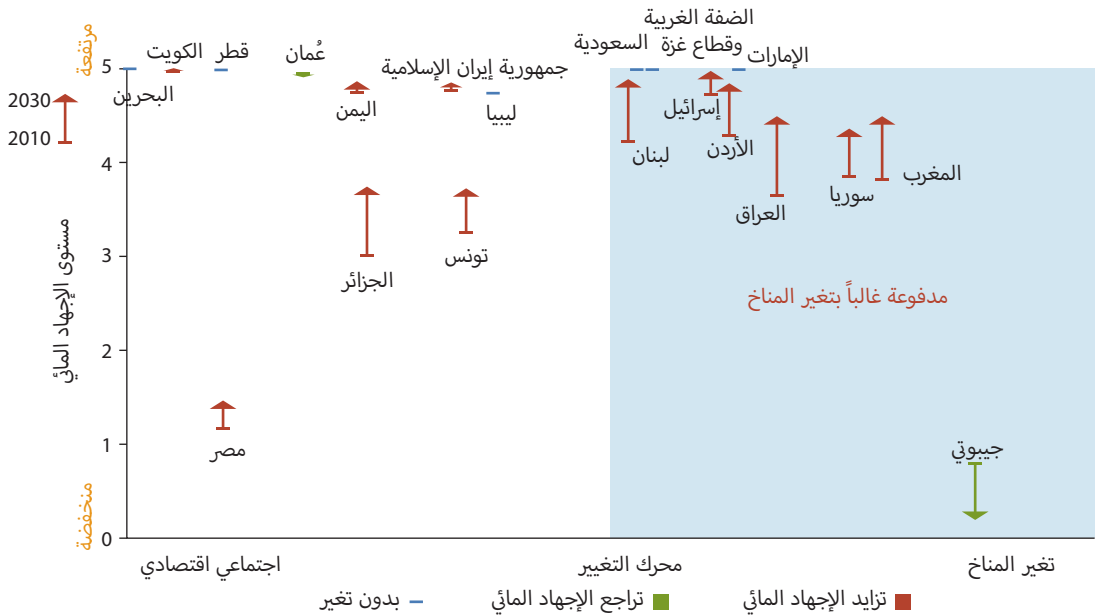 الضفة الغربية
وقطاع غزة
السعودية
الإمارات
الكويت
قطر
عُمان
جمهورية إيران الإسلامية
البحرين
اليمن
ليبيا
إسرائيل
لبنان
الأردن
المغرب
سوريا
العراق
تونس
الجزائر
مصر
جيبوتي
مدفوعة غالباً بتغير المناخ
مرتفعة
مستوى الإجهاد المائي
منخفضة
2030
2010
5
4
3
2
1
0
اجتماعي اقتصادي
محرك التغيير
تغير المناخ
تزايد الإجهاد المائي
تراجع الإجهاد المائي
بدون تغير